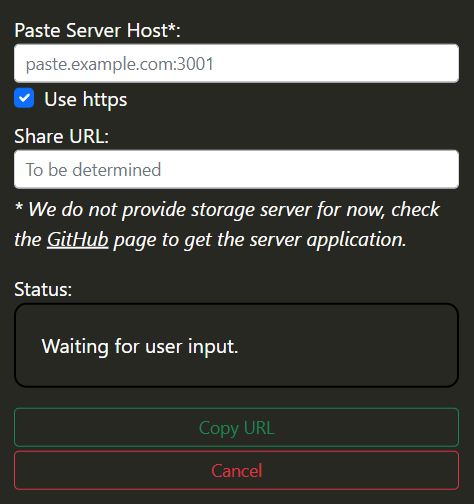 Paste Server Host*:
paste.example.com:3001
Use https
Share URL:
To be determined
* We do not provide storage server for now, check
the GitHub page to get the server application.
Status:
Waiting for user input.
Copy URL
Cancel